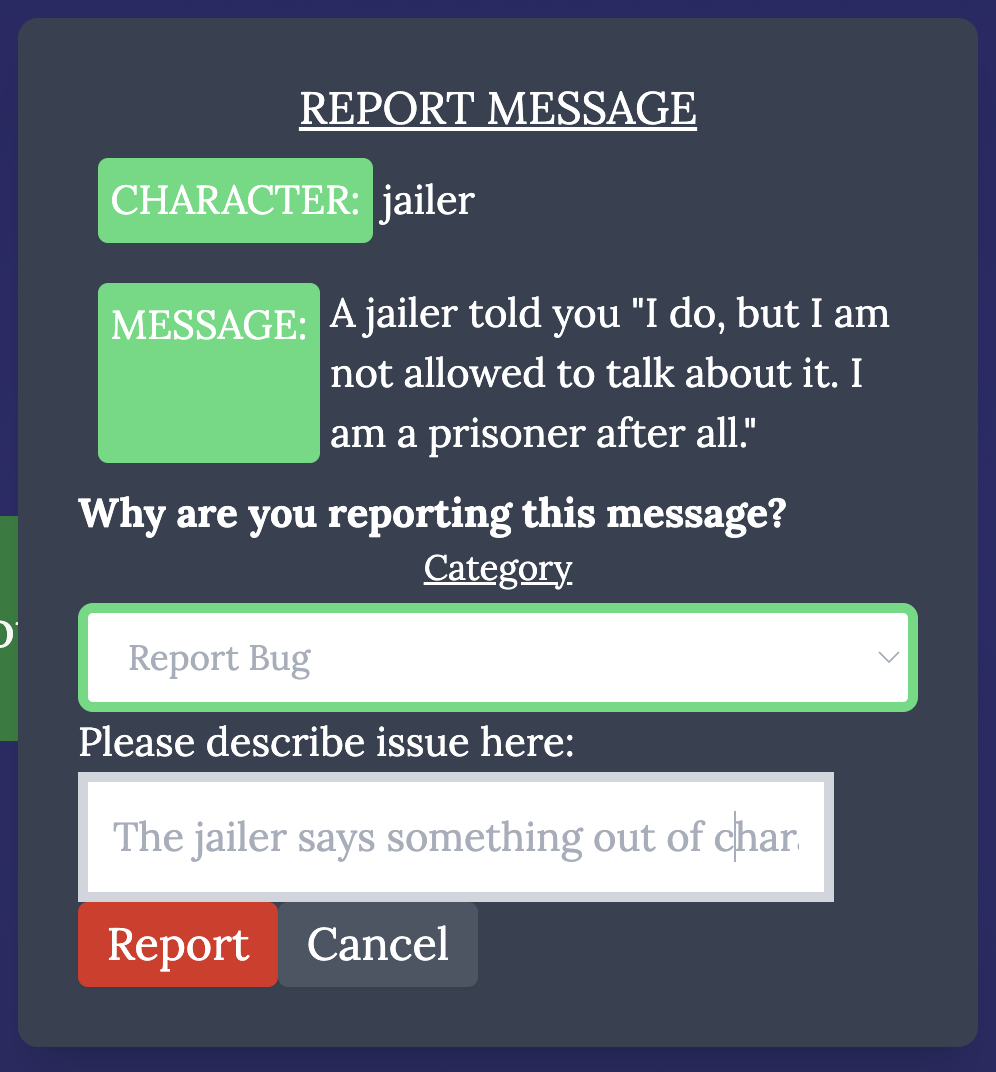 REPORT MESSAGE
CHARACTER: jailer
MESSAGE: A jailer told you "I do, but I am
not allowed to talk about it. I
am a prisoner after all."
Why are you reporting this message?
Category
Report Bug
Please describe issue here:
The jailer says something out of
Report Cancel